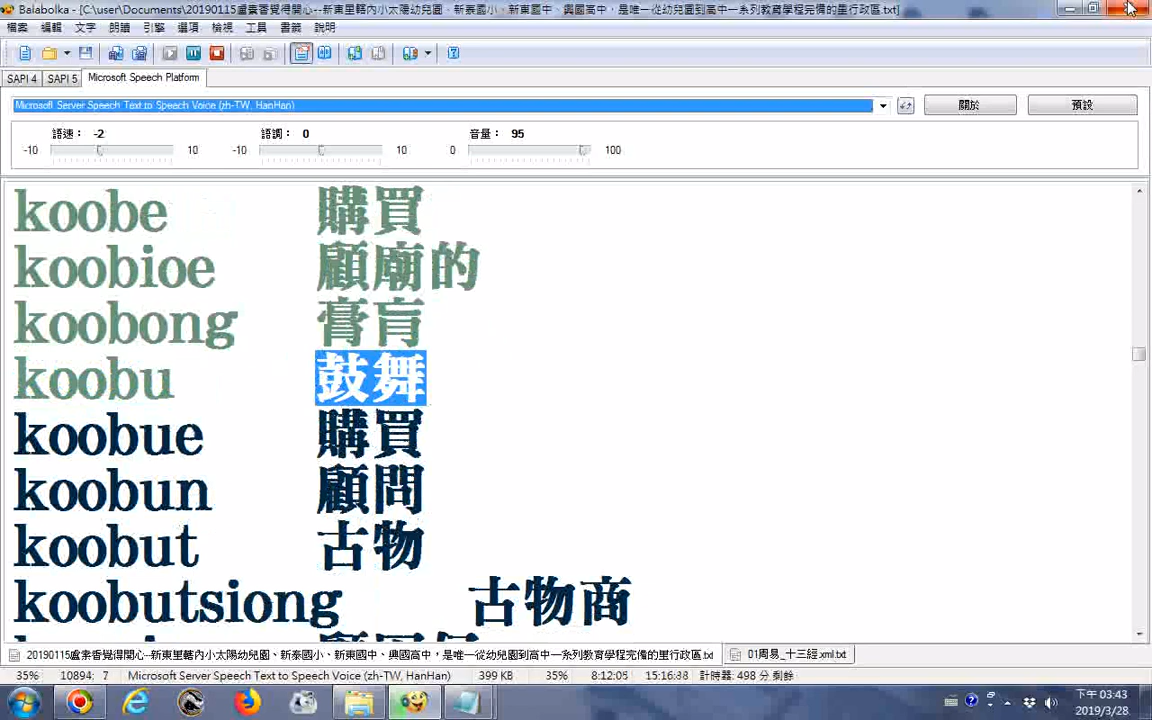 Balabolka - [C:\user\Documents\20190115盧素香覺得開心--新東里轄內小太陽幼兒園、新泰國小、新東國中、興國高中，是唯一從幼兒園到高中一系列教育學程完備的里行政區.txt]
檔案 編輯 文字 朗讀 引擎 選項 檢視 工具 書籤 說明
SAPI 4 SAPI 5 Microsoft Speech Platform
Microsoft Server Speech Text to Speech Voice (zh-TW, HanHan) 關於 預設
語速： -2 語調： 0 音量： 95
-10 10 -10 10 0 100
koobe 購買
koobioe 顧廟的
koobong 膏肓
koobu 鼓舞
koobue 購買
koobun 顧問
koobut 古物
koobutsiong 古物商
20190115盧素香覺得開心--新東里轄內小太陽幼兒園、新泰國小、新東國中、興國高中，是唯一從幼兒園到高中一系列教育學程完備的里行政區.txt 01周易_十三經.xml.txt
35% 10894: 7 Microsoft Server Speech Text to Speech Voice (zh-TW, HanHan) 399 KB 35% 8:12:05 15:16:38 計時器: 498 分 剩餘
下午 03:43
2019/3/28